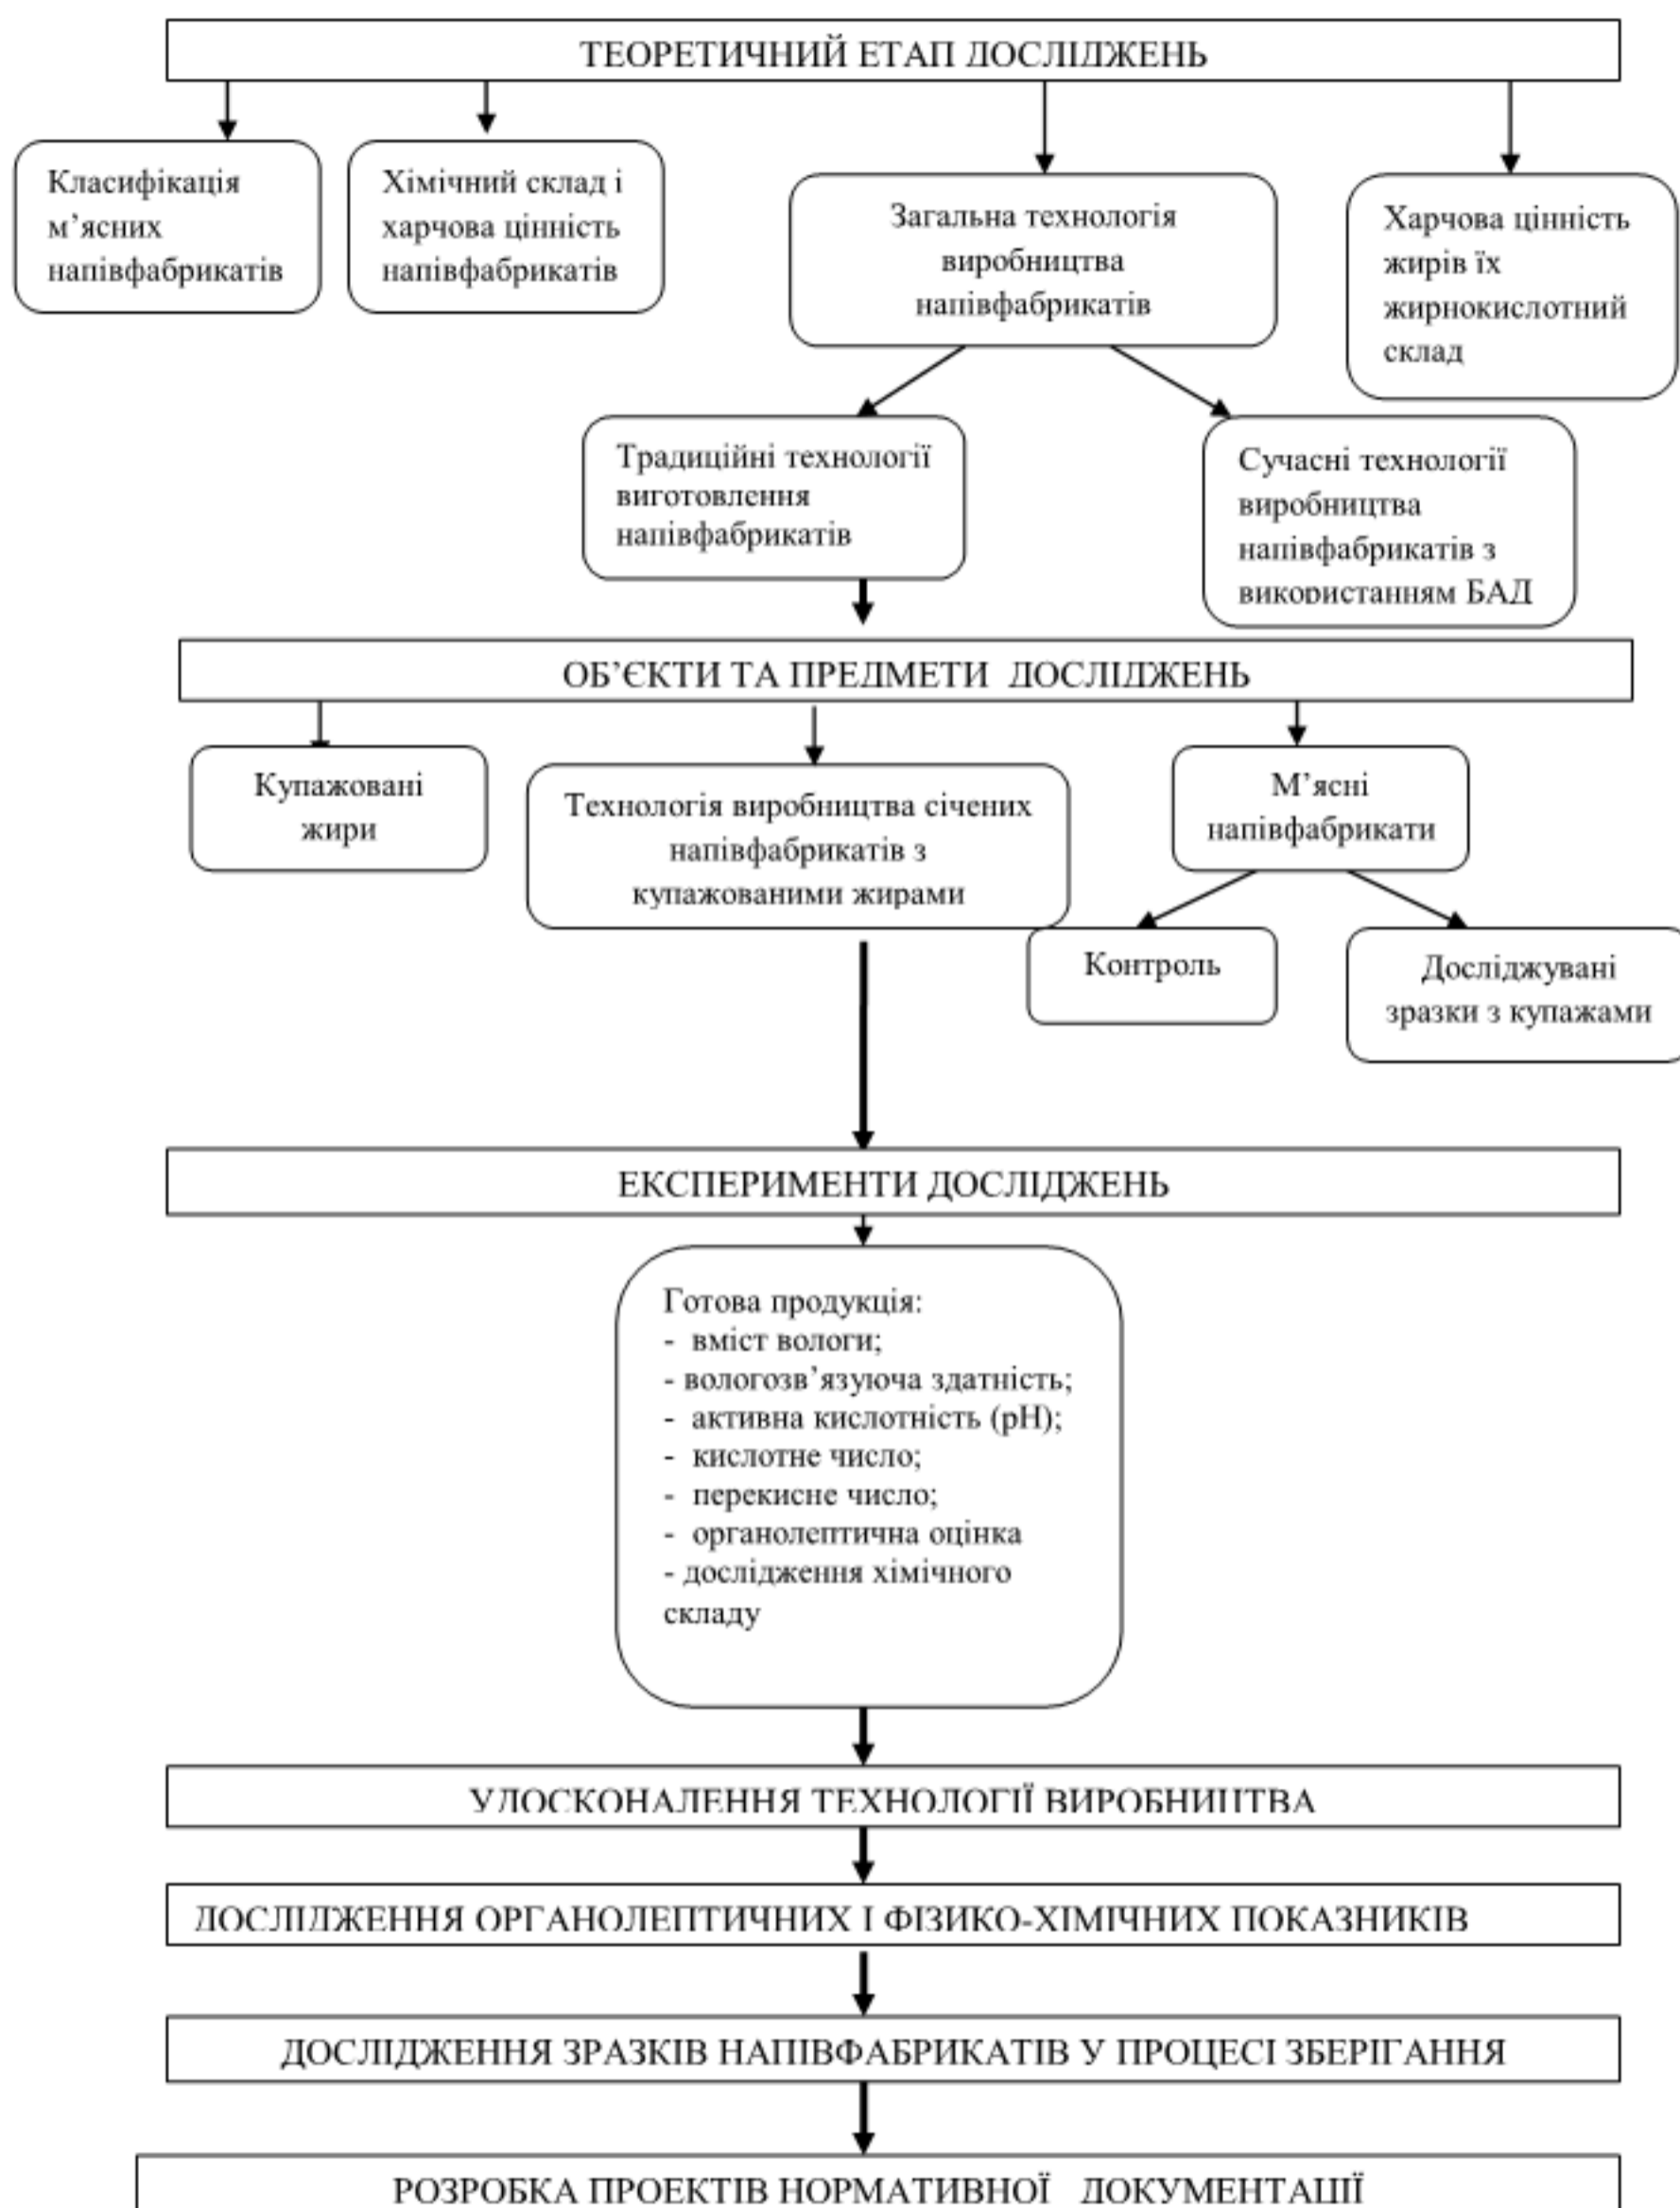 ТЕОРЕТИЧНИЙ ЕТАП ДОСЛІДЖЕНЬ
Класифікація
м’ясних
напівфабрикатів
Хімічний склад і
харчова цінність
напівфабрикатів
Загальна технологія
виробництва
напівфабрикатів
Харчова цінність
жирів їх
жирнокислотний
склад
Традиційні технології
виготовлення
напівфабрикатів
Сучасні технології
виробництва
напівфабрикатів з
використанням БАД
ОБ’ЄКТИ ТА ПРЕДМЕТИ ДОСЛІДЖЕНЬ
Купажовані
жири
Технологія виробництва січених
напівфабрикатів з
купажованими жирами
М’ясні
напівфабрикати
Контроль
Досліджувані
зразки з купажами
ЕКСПЕРИМЕНТИ ДОСЛІДЖЕНЬ
Готова продукція:
- вміст вологи;
- вологозв’язуюча здатність;
- активна кислотність (рН);
- кислотне число;
- перекисне число;
- органолептична оцінка
- дослідження хімічного
складу
УДОСКОНАЛЕННЯ ТЕХНОЛОГІЇ ВИРОБНИЦТВА
ДОСЛІДЖЕННЯ ОРГАНОЛЕПТИЧНИХ І ФІЗИКО-ХІМІЧНИХ ПОКАЗНИКІВ
ДОСЛІДЖЕННЯ ЗРАЗКІВ НАПІВФАБРИКАТІВ У ПРОЦЕСІ ЗБЕРІГАННЯ
РОЗРОБКА ПРОЕКТІВ НОРМАТИВНОЇ ДОКУМЕНТАЦІЇ